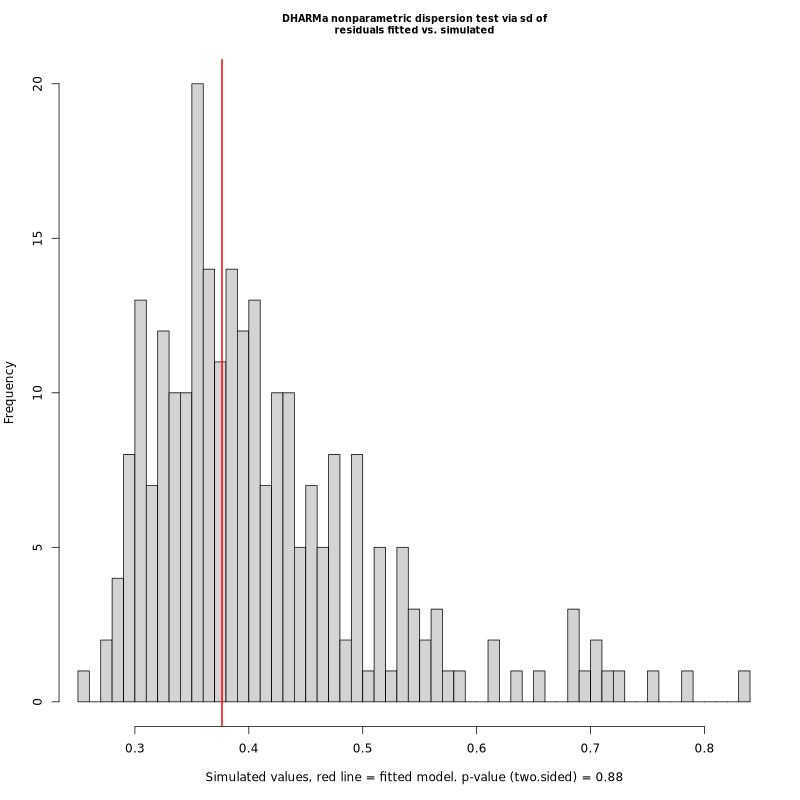 DHARMa nonparametric dispersion test via sd of
residuals fitted vs. simulated
Frequency
20
15
10
5
0
0.3 0.4 0.5 0.6 0.7 0.8
Simulated values, red line = fitted model. p-value (two.sided) = 0.88